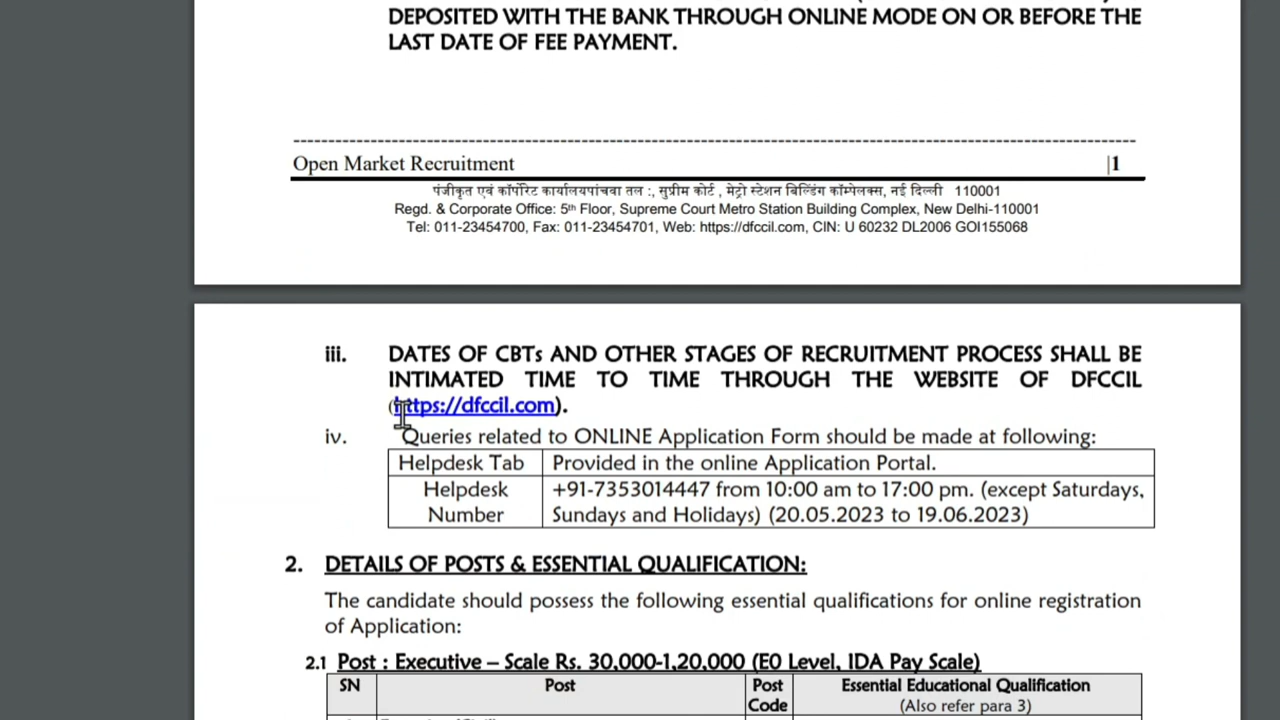 DEPOSITED WITH THE BANK THROUGH ONLINE MODE ON OR BEFORE THE
LAST DATE OF FEE PAYMENT.
--------------------------------------------------------------------------------------------------
Open Market Recruitment |1
पंजीकृत एवं कॉर्पोरेट कार्यालयपांचवा तल :, सुप्रीम कोर्ट , मेट्रो स्टेशन बिल्डिंग कॉम्पेलक्स, नई दिल्ली 110001
Regd. & Corporate Office: 5th Floor, Supreme Court Metro Station Building Complex, New Delhi-110001
Tel: 011-23454700, Fax: 011-23454701, Web: https://dfccil.com, CIN: U 60232 DL2006 GOI155068
iii. DATES OF CBTs AND OTHER STAGES OF RECRUITMENT PROCESS SHALL BE
INTIMATED TIME TO TIME THROUGH THE WEBSITE OF DFCCIL
(https://dfccil.com).
iv. Queries related to ONLINE Application Form should be made at following:
Helpdesk Tab Provided in the online Application Portal.
Helpdesk +91-7353014447 from 10:00 am to 17:00 pm. (except Saturdays,
Number Sundays and Holidays) (20.05.2023 to 19.06.2023)
2. DETAILS OF POSTS & ESSENTIAL QUALIFICATION:
The candidate should possess the following essential qualifications for online registration
of Application:
2.1 Post : Executive – Scale Rs. 30,000-1,20,000 (E0 Level, IDA Pay Scale)
SN Post Post Essential Educational Qualification
Code (Also refer para 3)